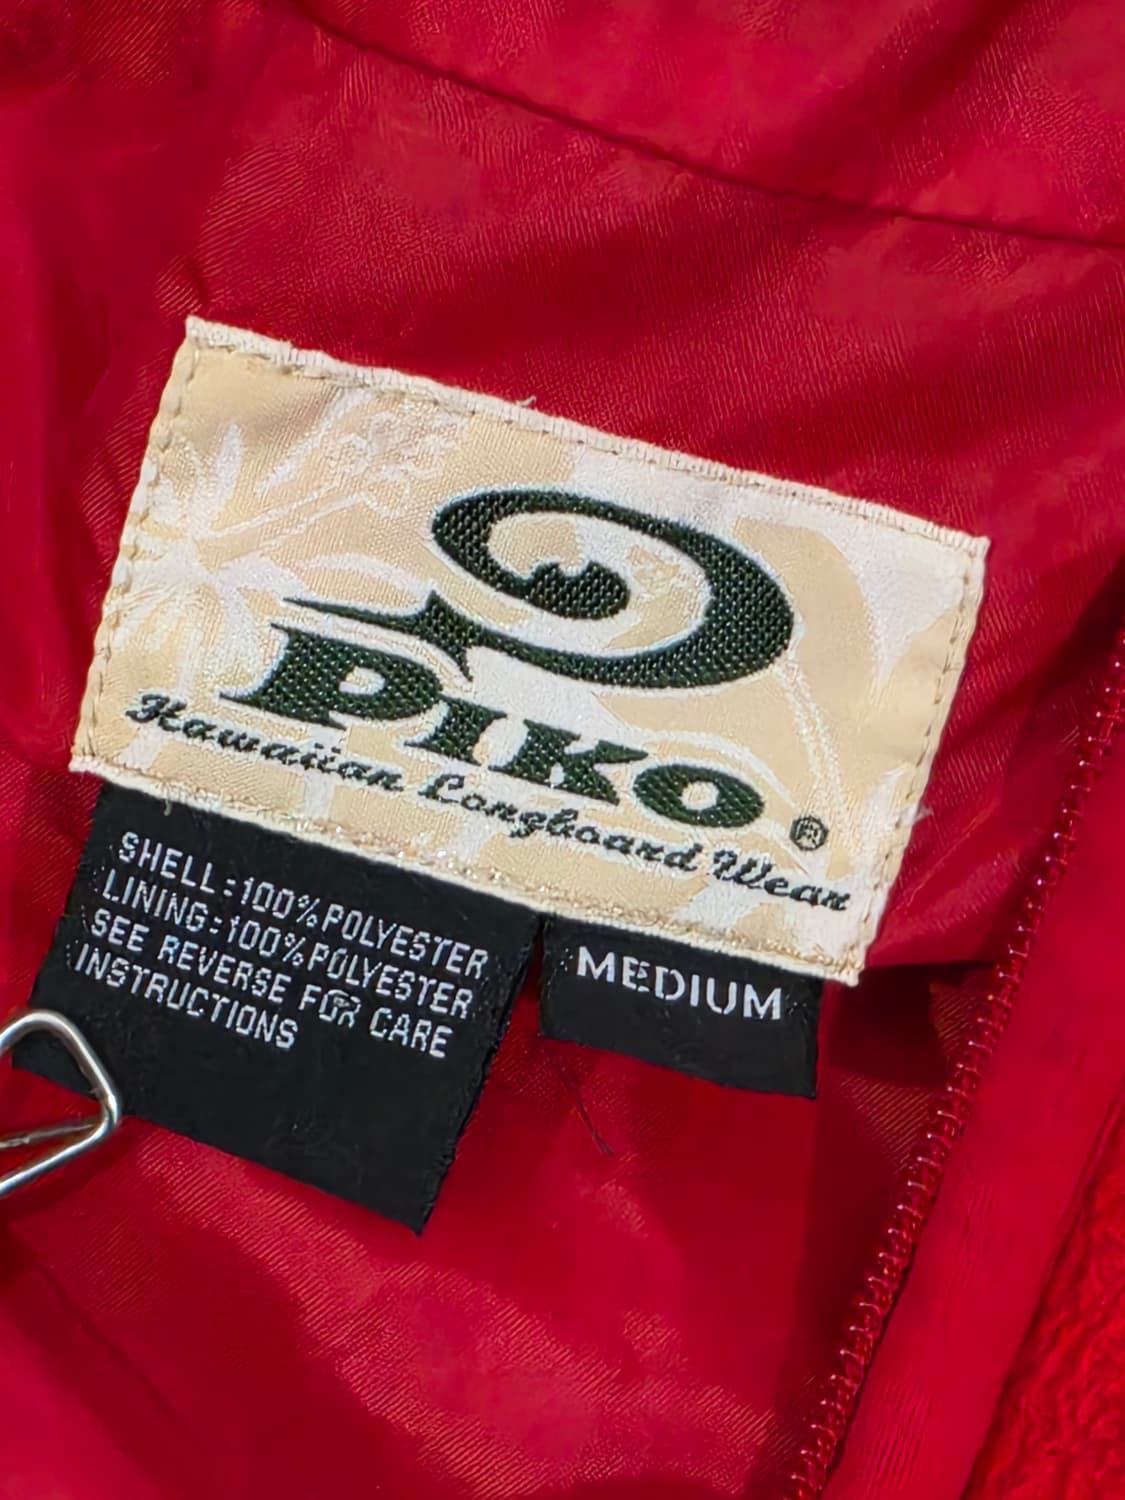 PIKO
Hawaiian Longboard Wear ®
SHELL:100%POLYESTER
LINING:100%POLYESTER
SEE REVERSE FOR CARE
INSTRUCTIONS
MEDIUM